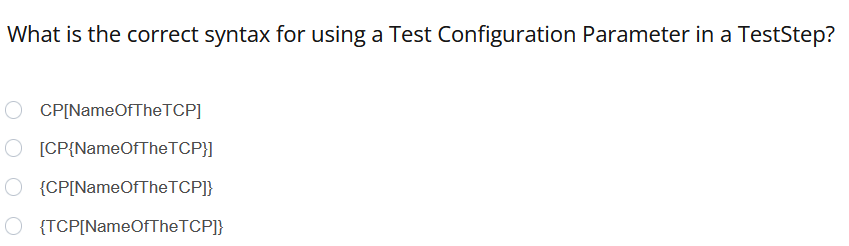 What is the correct syntax for using a Test Configuration Parameter in a TestStep?
CP[NameOfTheTCP]
[CP{NameOfTheTCP}]
{CP[NameOfTheTCP]}
{TCP[NameOfTheTCP]}